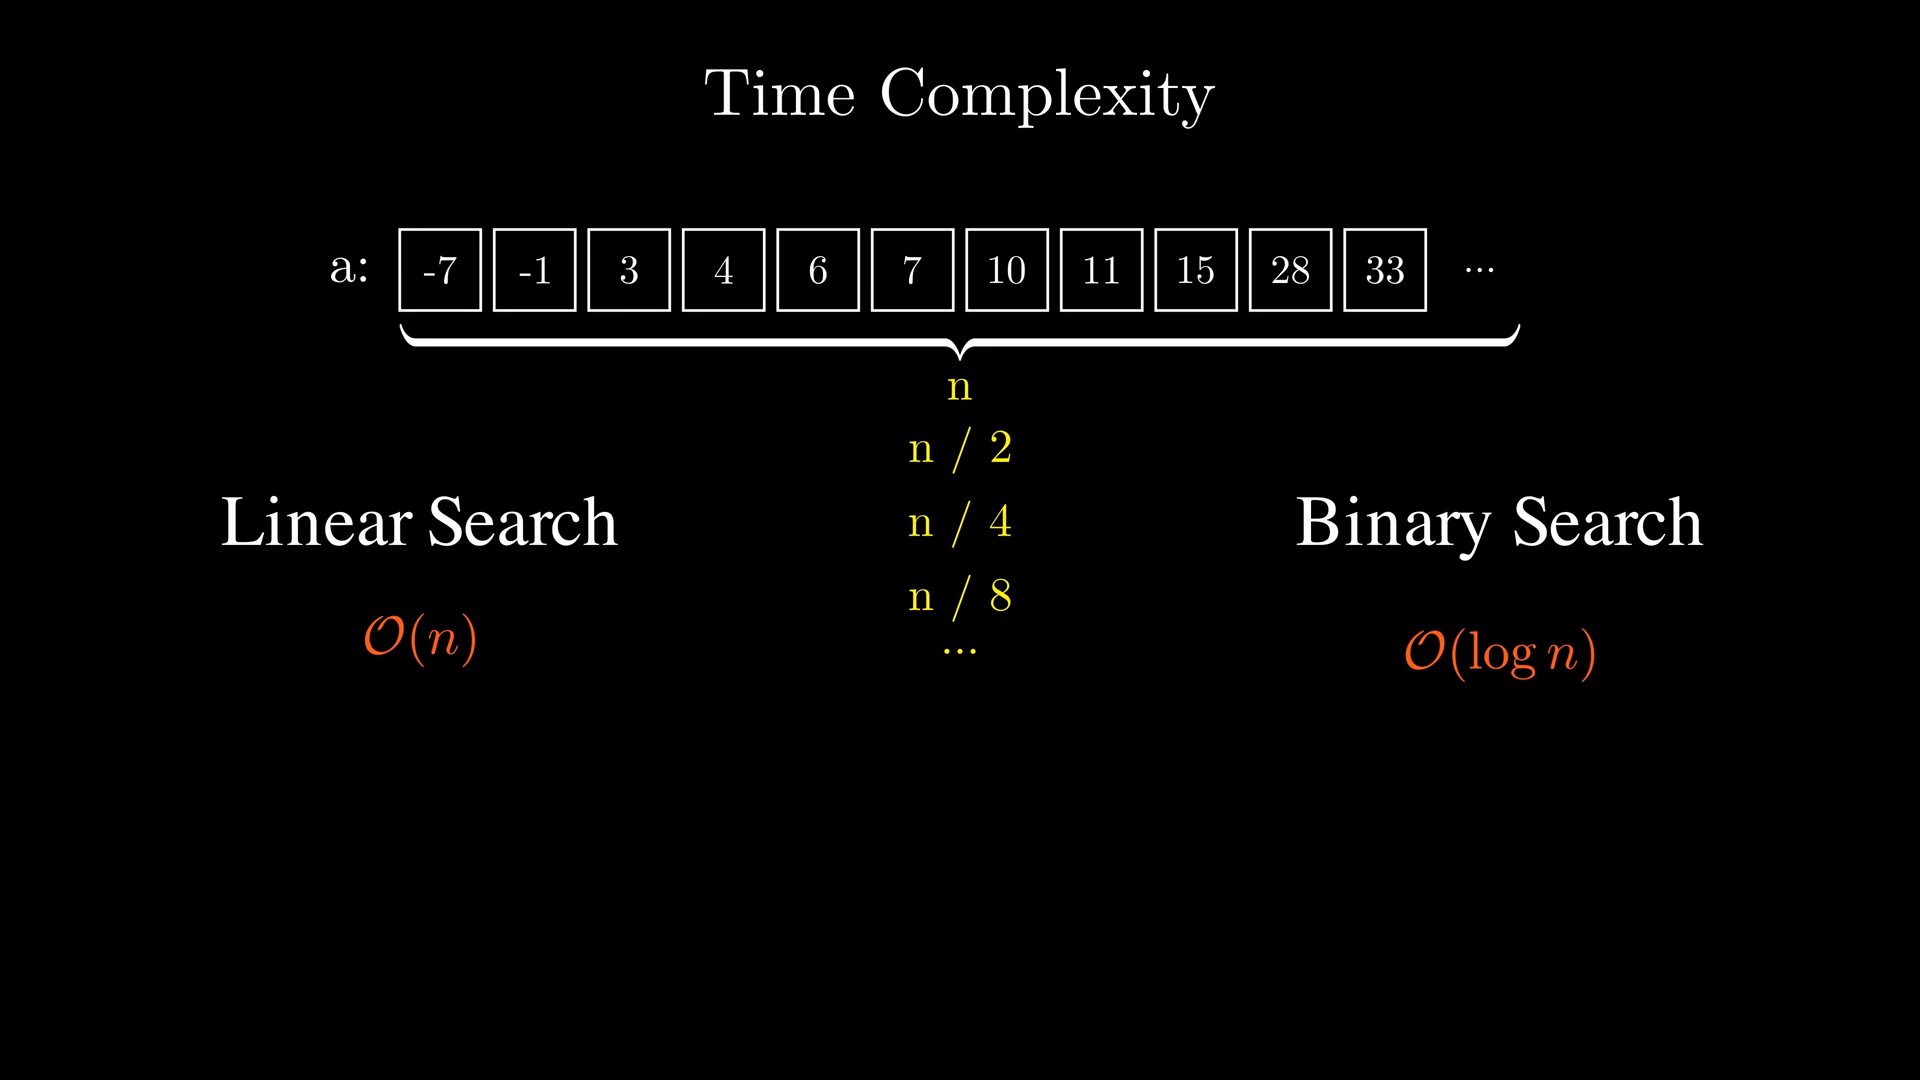 Time Complexity
a: -7 -1 3 4 6 7 10 11 15 28 33 ...
n
n / 2
n / 4
n / 8
...
Linear Search
O(n)
Binary Search
O(log n)